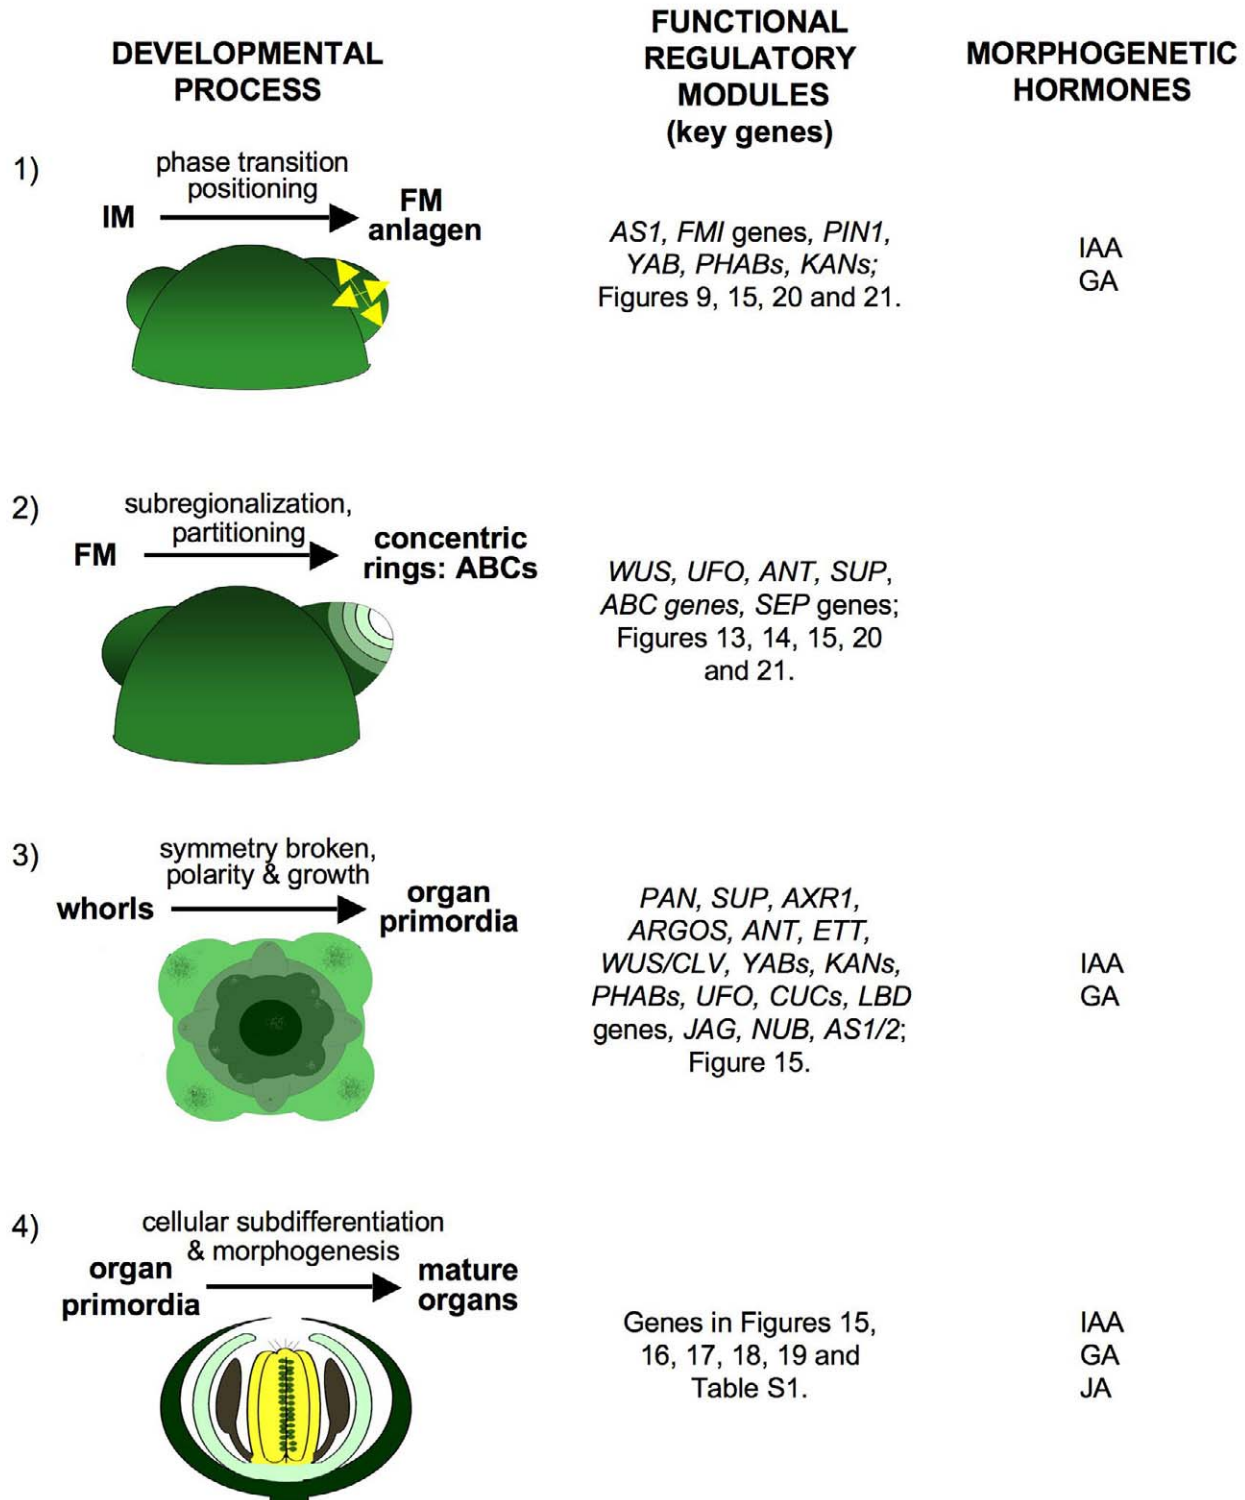 DEVELOPMENTAL
PROCESS
FUNCTIONAL
REGULATORY
MODULES
(key genes)
MORPHOGENETIC
HORMONES
1)
phase transition
positioning
IM
FM
anlagen
AS1, FMI genes, PIN1,
YAB, PHABs, KANs;
Figures 9, 15, 20 and 21.
IAA
GA
2)
subregionalization,
partitioning
FM
concentric
rings: ABCs
WUS, UFO, ANT, SUP,
ABC genes, SEP genes;
Figures 13, 14, 15, 20
and 21.
3)
symmetry broken,
polarity & growth
whorls
organ
primordia
PAN, SUP, AXR1,
ARGOS, ANT, ETT,
WUS/CLV, YABs, KANs,
PHABs, UFO, CUCs, LBD
genes, JAG, NUB, AS1/2;
Figure 15.
IAA
GA
4)
cellular subdifferentiation
& morphogenesis
organ
primordia
mature
organs
Genes in Figures 15,
16, 17, 18, 19 and
Table S1.
IAA
GA
JA